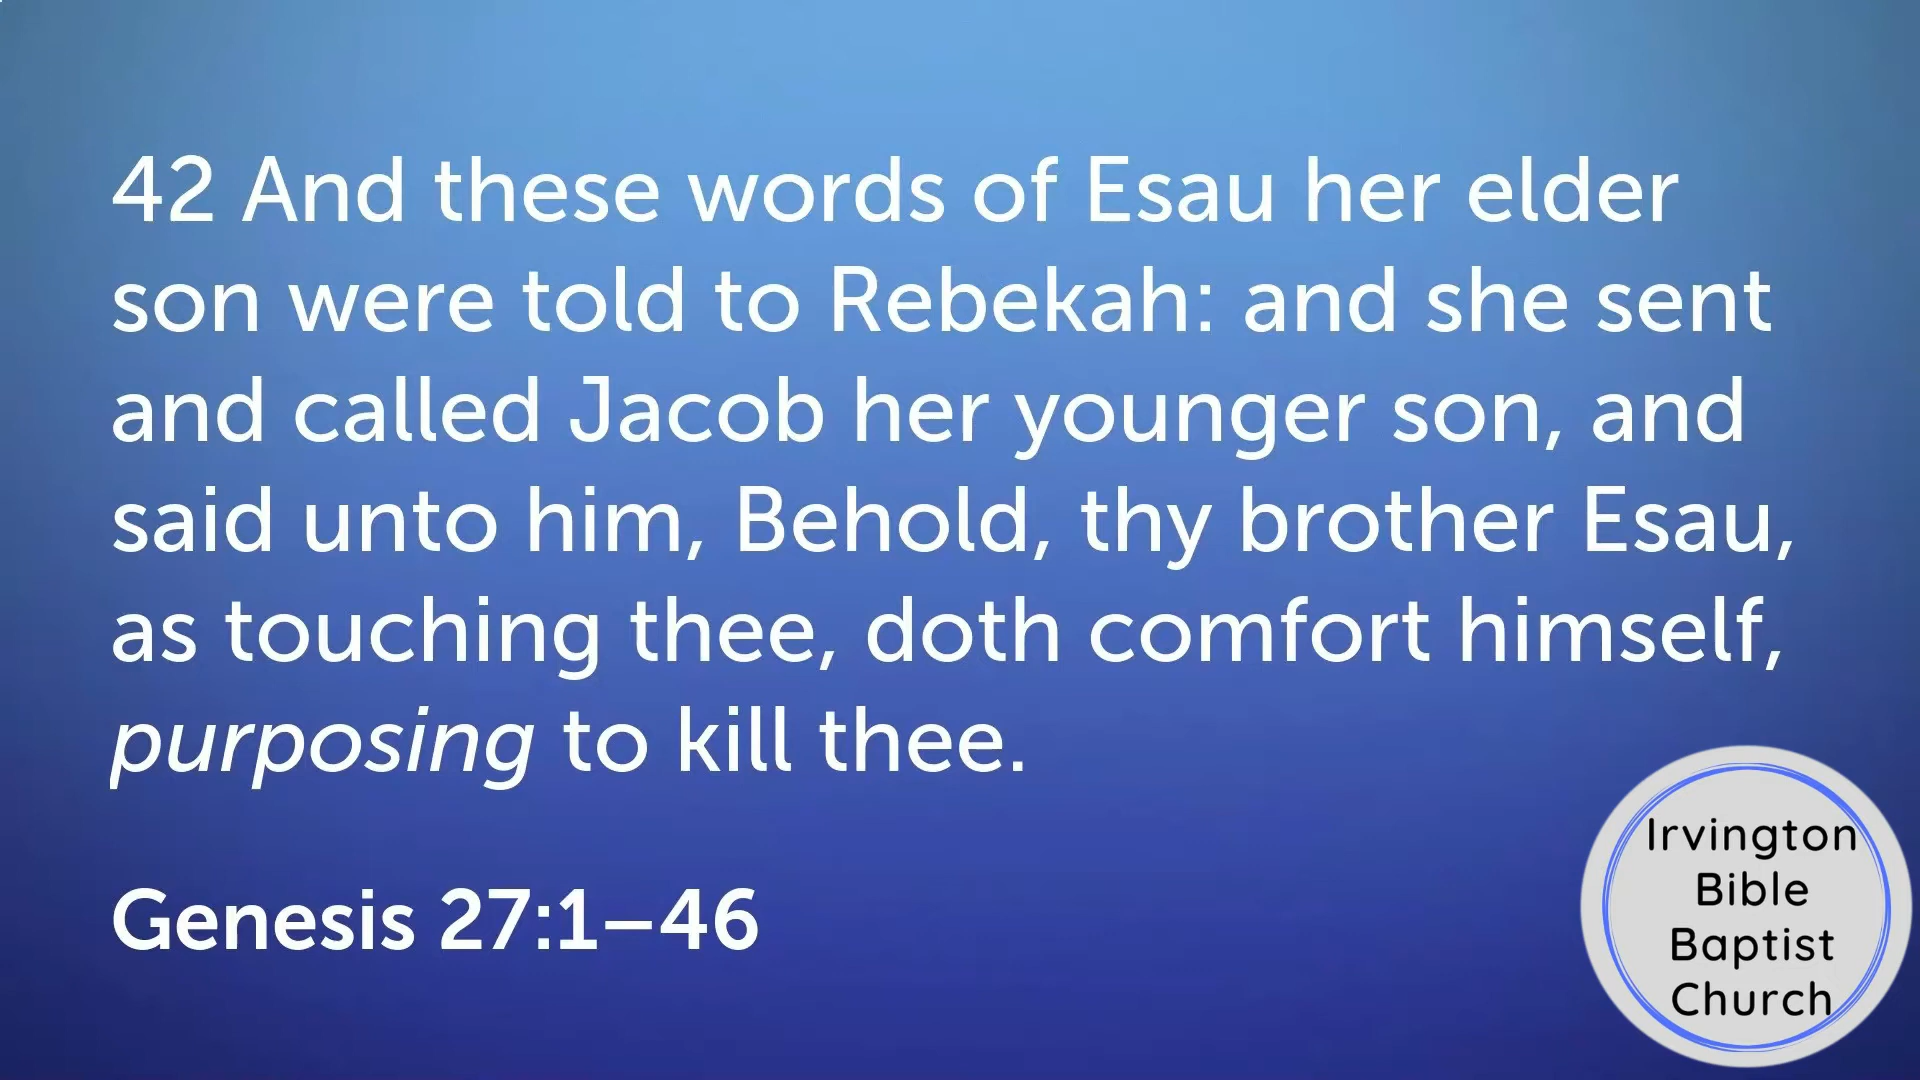 42 And these words of Esau her elder
son were told to Rebekah: and she sent
and called Jacob her younger son, and
said unto him, Behold, thy brother Esau,
as touching thee, doth comfort himself,
purposing to kill thee.
Genesis 27:1–46
Irvington
Bible
Baptist
Church